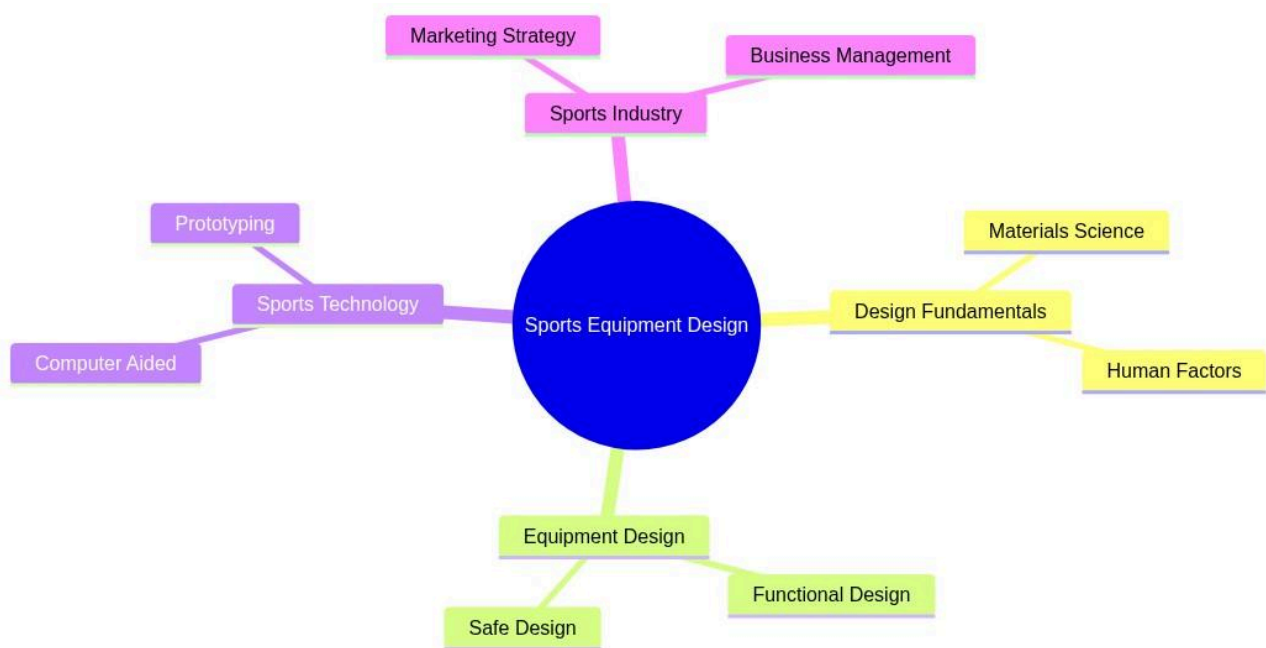 Marketing Strategy
Business Management
Sports Industry
Prototyping
Materials Science
Sports Technology
Design Fundamentals
Sports Equipment Design
Computer Aided
Human Factors
Equipment Design
Functional Design
Safe Design